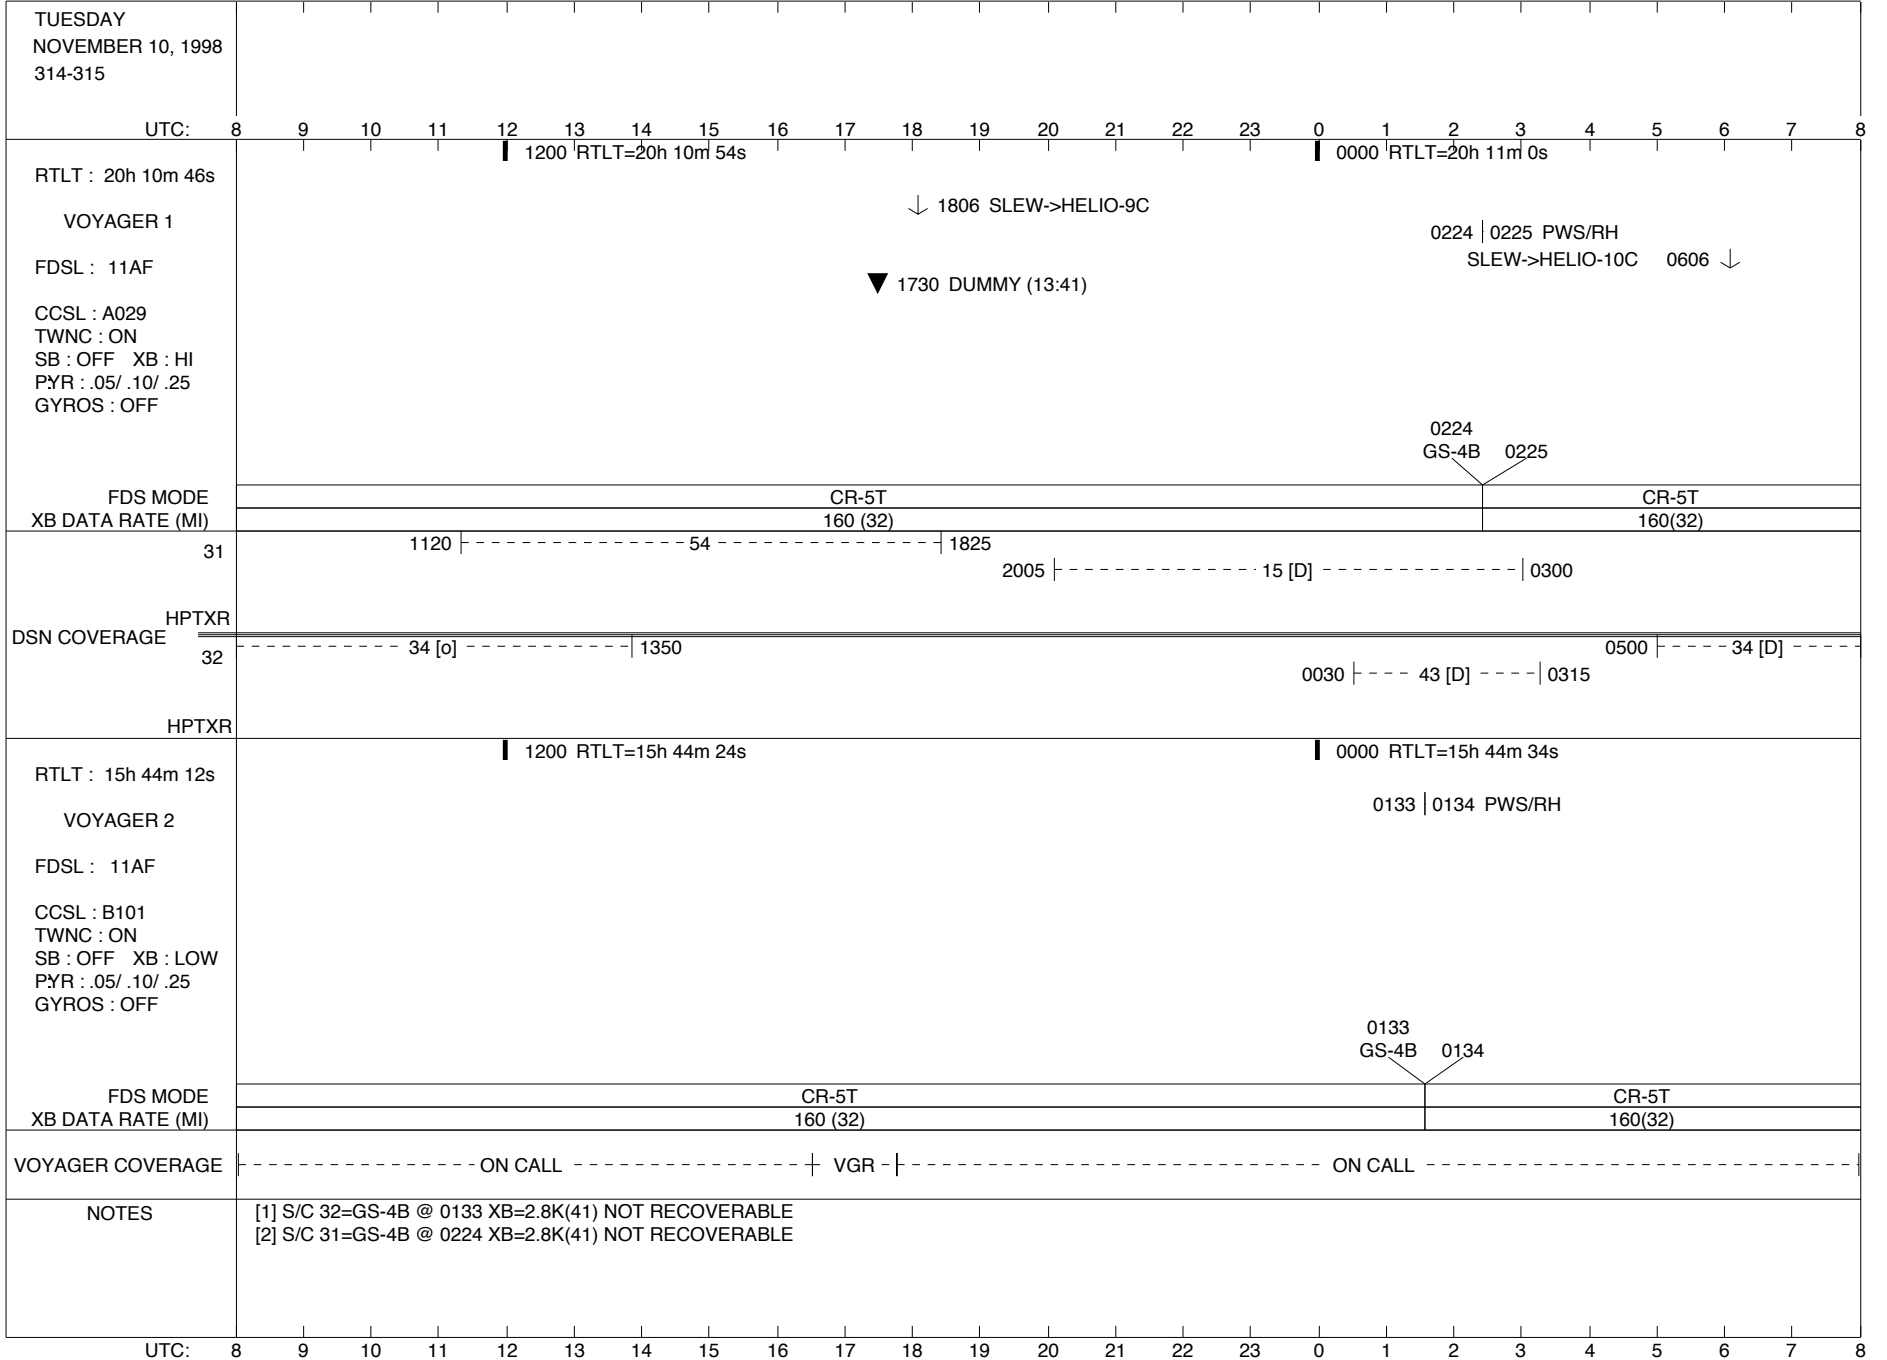 TUESDAY
NOVEMBER 10, 1998
314-315
UTC: 8 9 10 11 12 13 14 15 16 17 18 19 20 21 22 23 0 1 2 3 4 5 6 7 8
1200 RTLT=20h 10m 54s 0000 RTLT=20h 11m 0s
RTLT : 20h 10m 46s
1806 SLEW->HELIO-9C
VOYAGER 1
0224 0225 PWS/RH
SLEW->HELIO-10C 0606
FDSL : 11AF
1730 DUMMY (13:41)
CCSL : A029
TWNC : ON
SB : OFF XB : HI
P:YR : .05/ .10/ .25
GYROS : OFF
0224
GS-4B 0225
FDS MODE CR-5T CR-5T
XB DATA RATE (MI) 160 (32) 160(32)
31 1120 54 1825
2005 15 [D] 0300
HPTXR
DSN COVERAGE
32 34 [o] 1350 0500 34 [D]
0030 43 [D] 0315
HPTXR
1200 RTLT=15h 44m 24s 0000 RTLT=15h 44m 34s
RTLT : 15h 44m 12s
0133 0134 PWS/RH
VOYAGER 2
FDSL : 11AF
CCSL : B101
TWNC : ON
SB : OFF XB : LOW
P:YR : .05/ .10/ .25
GYROS : OFF
0133
GS-4B 0134
FDS MODE CR-5T CR-5T
XB DATA RATE (MI) 160 (32) 160(32)
VOYAGER COVERAGE ON CALL VGR ON CALL
NOTES [1] S/C 32=GS-4B @ 0133 XB=2.8K(41) NOT RECOVERABLE
[2] S/C 31=GS-4B @ 0224 XB=2.8K(41) NOT RECOVERABLE
UTC: 8 9 10 11 12 13 14 15 16 17 18 19 20 21 22 23 0 1 2 3 4 5 6 7 8